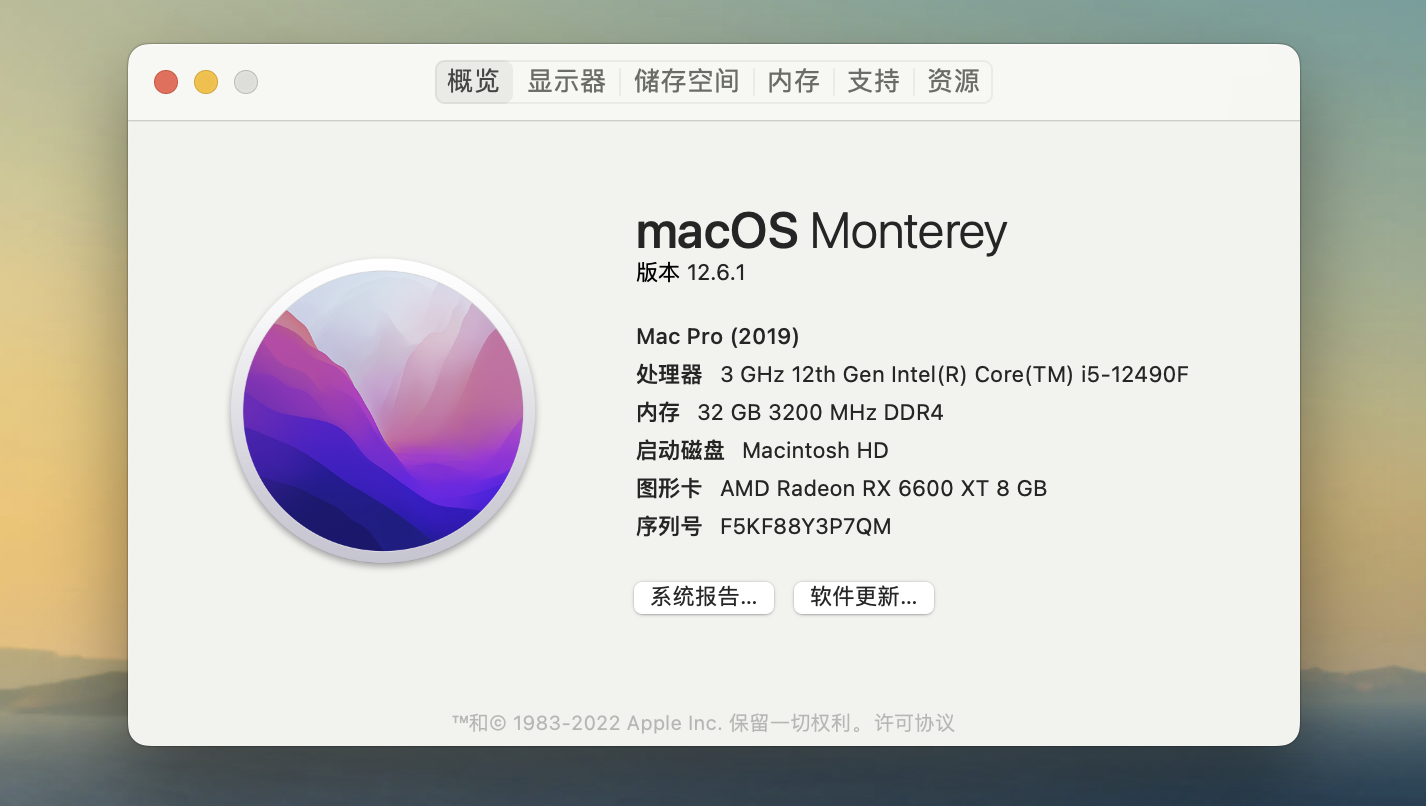 概览 显示器 储存空间 内存 支持 资源
macOS Monterey
版本 12.6.1
Mac Pro (2019)
处理器 3 GHz 12th Gen Intel(R) Core(TM) i5-12490F
内存 32 GB 3200 MHz DDR4
启动磁盘 Macintosh HD
图形卡 AMD Radeon RX 6600 XT 8 GB
序列号 F5KF88Y3P7QM
系统报告... 软件更新...
™和© 1983-2022 Apple Inc. 保留一切权利。许可协议